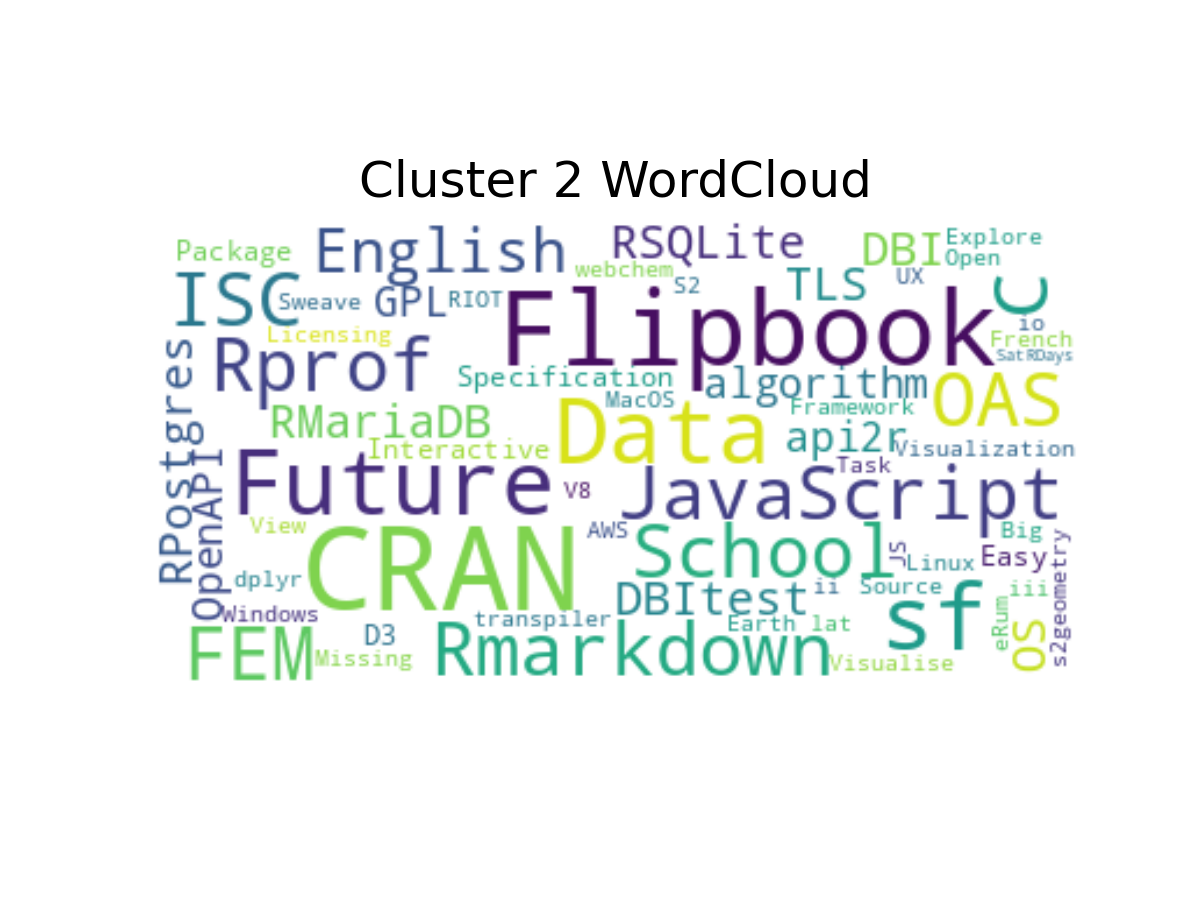 Cluster 2 WordCloud
Package
English
RSQLite
DBI
Explore
Open
webchem
TLS
UX
S2
ISC
Sweave
GPL
RIOT
Flipbook
C
io
French
SatRDays
Licensing
Rprof
Specification
MacOS
algorithm
OAS
RPostgres
RMariaDB
Data
Framework
api2r
Interactive
Visualization
OpenAPI
Future
V8
Task
JavaScript
View
CRAN
AWS
School
JS
Linux
Big
Easy
dplyr
DBItest
ii
Source
sf
iii
s2geometry
Windows
transpiler
Earth
lat
eRum
OS
FEM
Missing
D3
Rmarkdown
Visualise